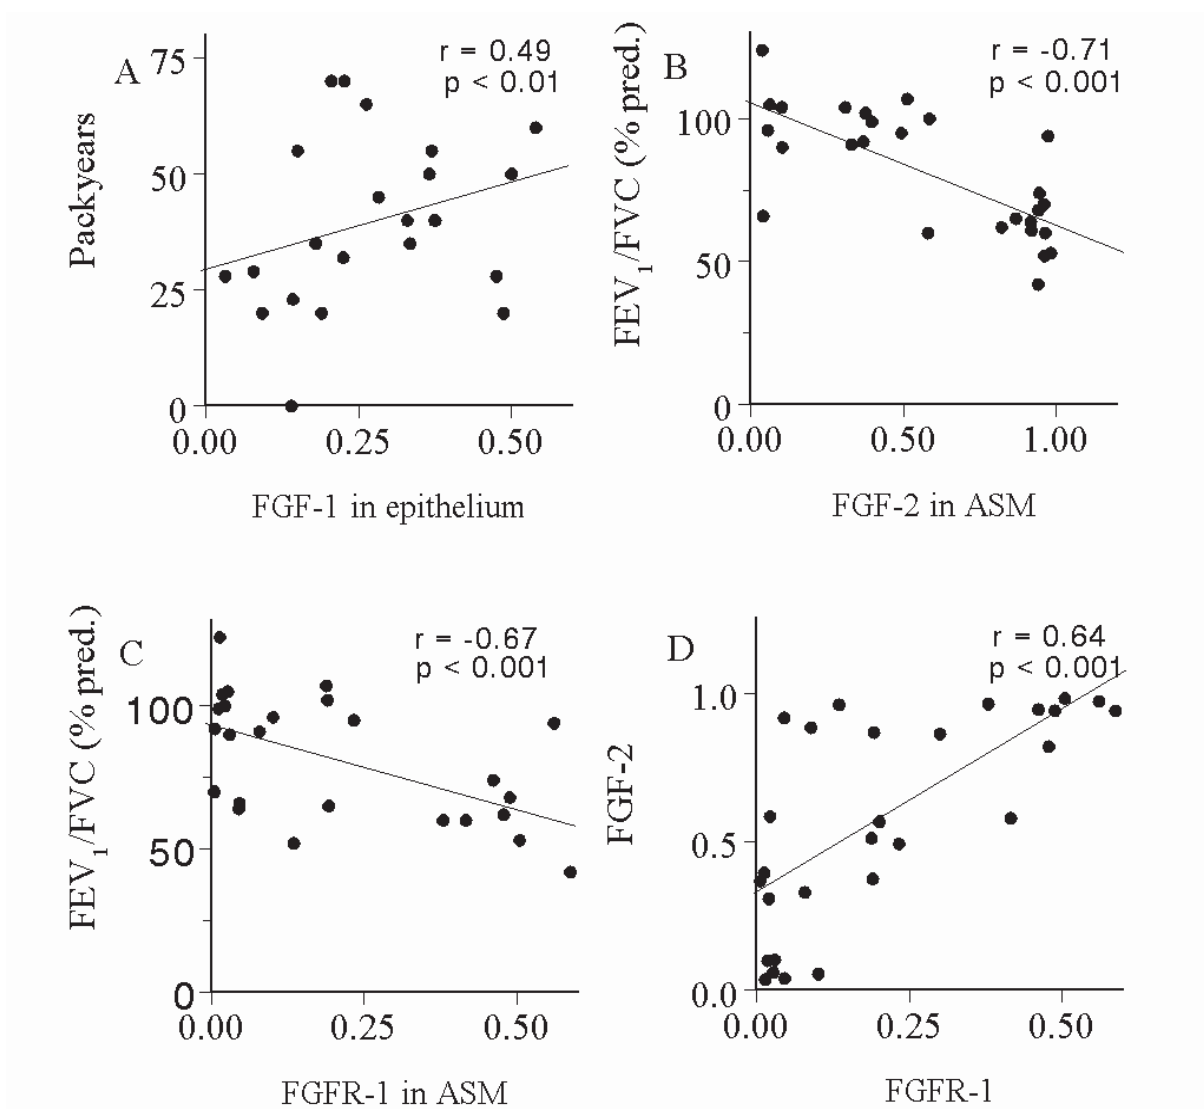 A
r = 0.49
p < 0.01
75
50
25
0
0.00 0.25 0.50
Packyears
FGF-1 in epithelium
B
r = -0.71
p < 0.001
100
50
0
0.00 0.50 1.00
FEV1/FVC (% pred.)
FGF-2 in ASM
C
r = -0.67
p < 0.001
100
50
0
0.00 0.25 0.50
FEV1/FVC (% pred.)
FGFR-1 in ASM
D
r = 0.64
p < 0.001
1.0
0.5
0.0
0.00 0.25 0.50
FGF-2
FGFR-1